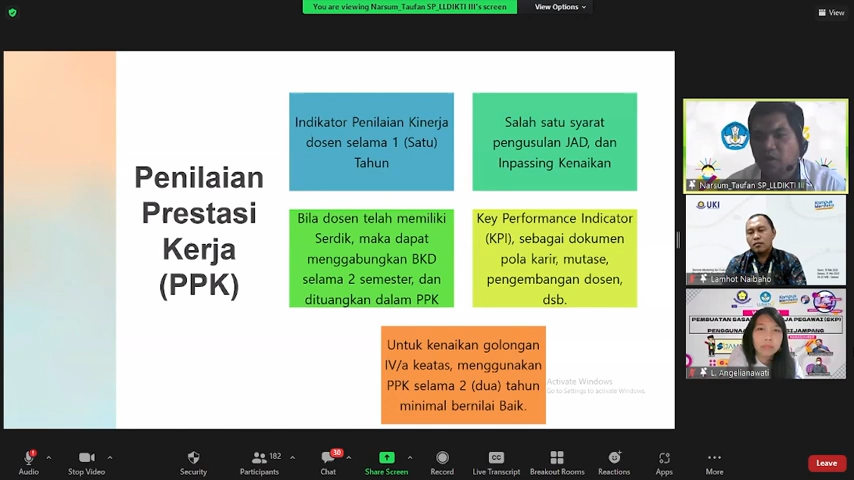 You are viewing Narsum_Taufan SP_LLDIKTI III's screen
View Options
View
Penilaian
Prestasi
Kerja
(PPK)
Indikator Penilaian Kinerja
dosen selama 1 (Satu)
Tahun
Salah satu syarat
pengusulan JAD, dan
Inpassing Kenaikan
Bila dosen telah memiliki
Serdik, maka dapat
menggabungkan BKD
selama 2 semester, dan
dituangkan dalam PPK
Key Performance Indicator
(KPI), sebagai dokumen
pola karir, mutase,
pengembangan dosen,
dsb.
Untuk kenaikan golongan
IV/a keatas, menggunakan
PPK selama 2 (dua) tahun
minimal bernilai Baik.
Activate Windows
Go to Settings to activate Windows.
Narsum_Taufan SP_LLDIKTI III
UKI
Lamhot Naibaho
L. Angelianawati
Audio
Stop Video
Security
Participants
182
Chat
30
Share Screen
Record
CC
Live Transcript
Breakout Rooms
Reactions
Apps
More
Leave